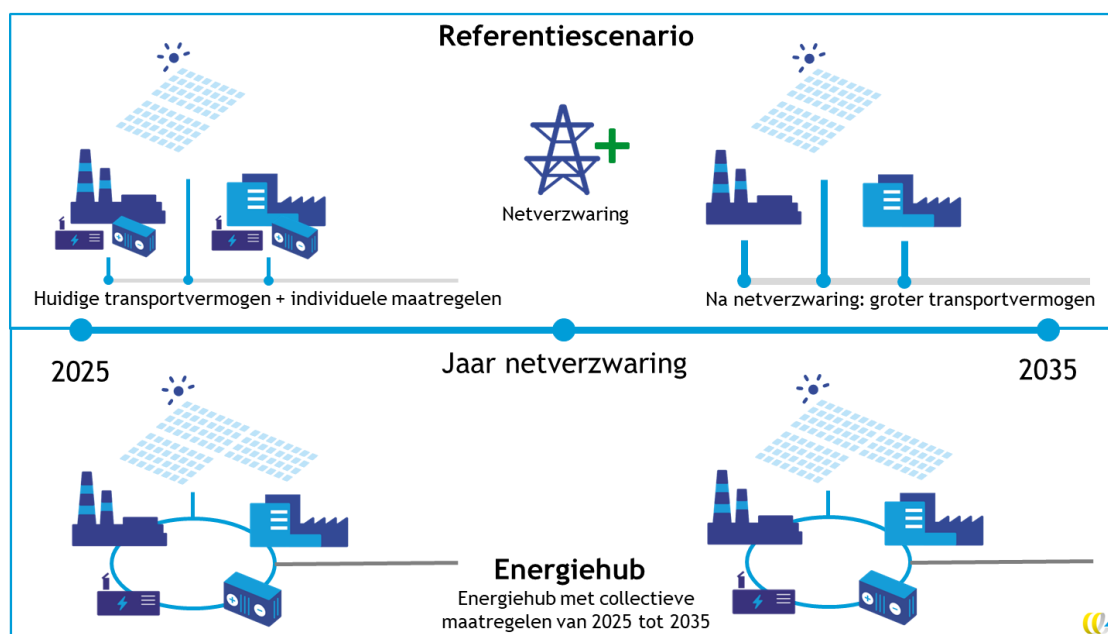 Referentiescenario
Netverzwaring
Huidige transportvermogen + individuele maatregelen
Na netverzwaring: groter transportvermogen
2025
Jaar netverzwaring
2035
Energiehub
Energiehub met collectieve
maatregelen van 2025 tot 2035